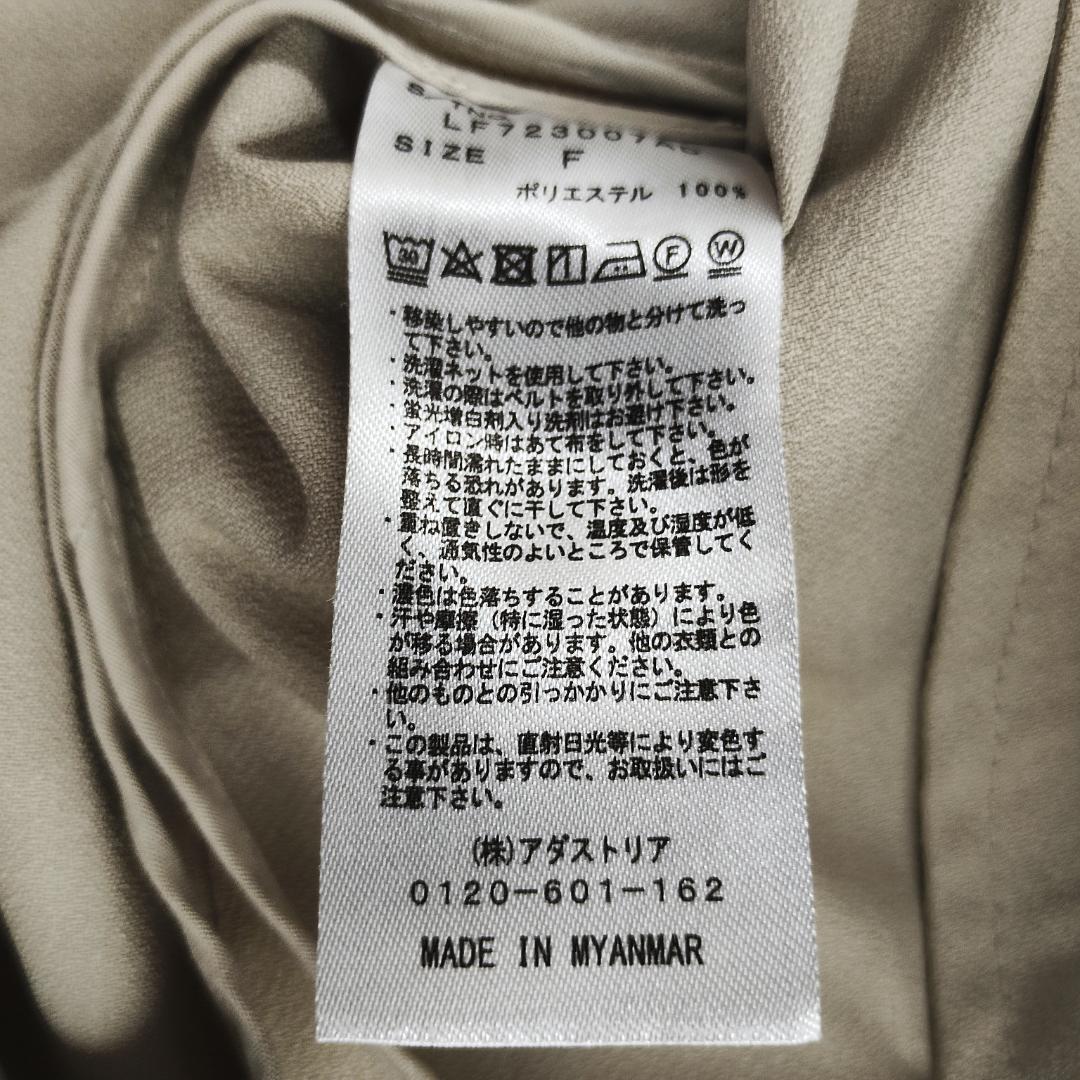 SIZE F
ポリエステル 100%
30
F W
・移染しやすいので他の物と分けて洗っ
て下さい。
・洗濯ネットを使用して下さい。
・洗濯の際はベルトを取り外して下さい。
・蛍光増白剤入り洗剤はお避け下さい。
・アイロン時はあて布をして下さい。
・長時間濡れたままにしておくと、色が
落ちる恐れがあります。洗濯後は形を
整えて直ぐに干して下さい。
・重ね置きしないで、温度及び湿度が低
く、通気性のよいところで保管してく
ださい。
・濃色は色落ちすることがあります。
・汗や摩擦（特に湿った状態）により色
が移る場合があります。他の衣類との
組み合わせにご注意ください。
・他のものとの引っかかりにご注意下さ
い。
・この製品は、直射日光等により変色す
る事がありますので、お取扱いにはご
注意下さい。
(株)アダストリア
0120-601-162
MADE IN MYANMAR